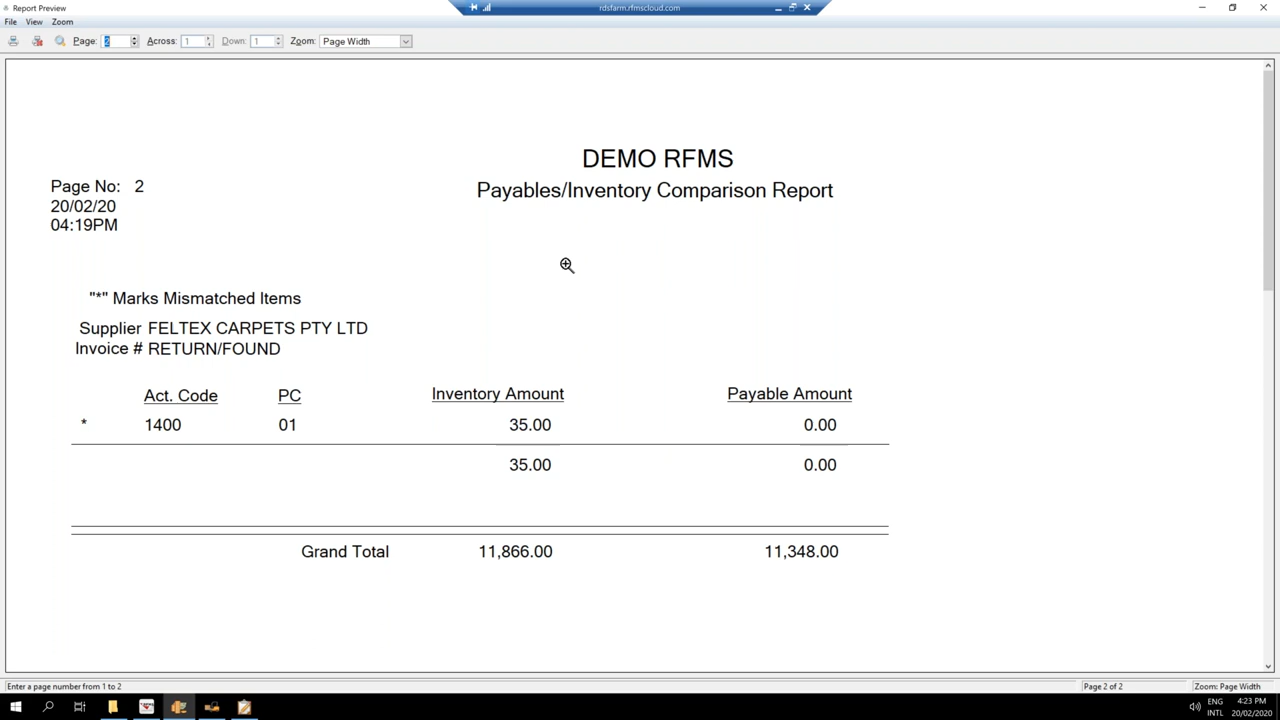 Report Preview
rdsfarm.rfmscloud.com
File View Zoom
Page: 2 Across: 1 Down: 1 Zoom: Page Width
DEMO RFMS
Payables/Inventory Comparison Report
Page No: 2
20/02/20
04:19PM
"*" Marks Mismatched Items
Supplier FELTEX CARPETS PTY LTD
Invoice # RETURN/FOUND
Act. Code PC Inventory Amount Payable Amount
* 1400 01 35.00 0.00
35.00 0.00
Grand Total 11,866.00 11,348.00
Enter a page number from 1 to 2 Page 2 of 2 Zoom: Page Width
ENG 4:23 PM
INTL 20/02/2020